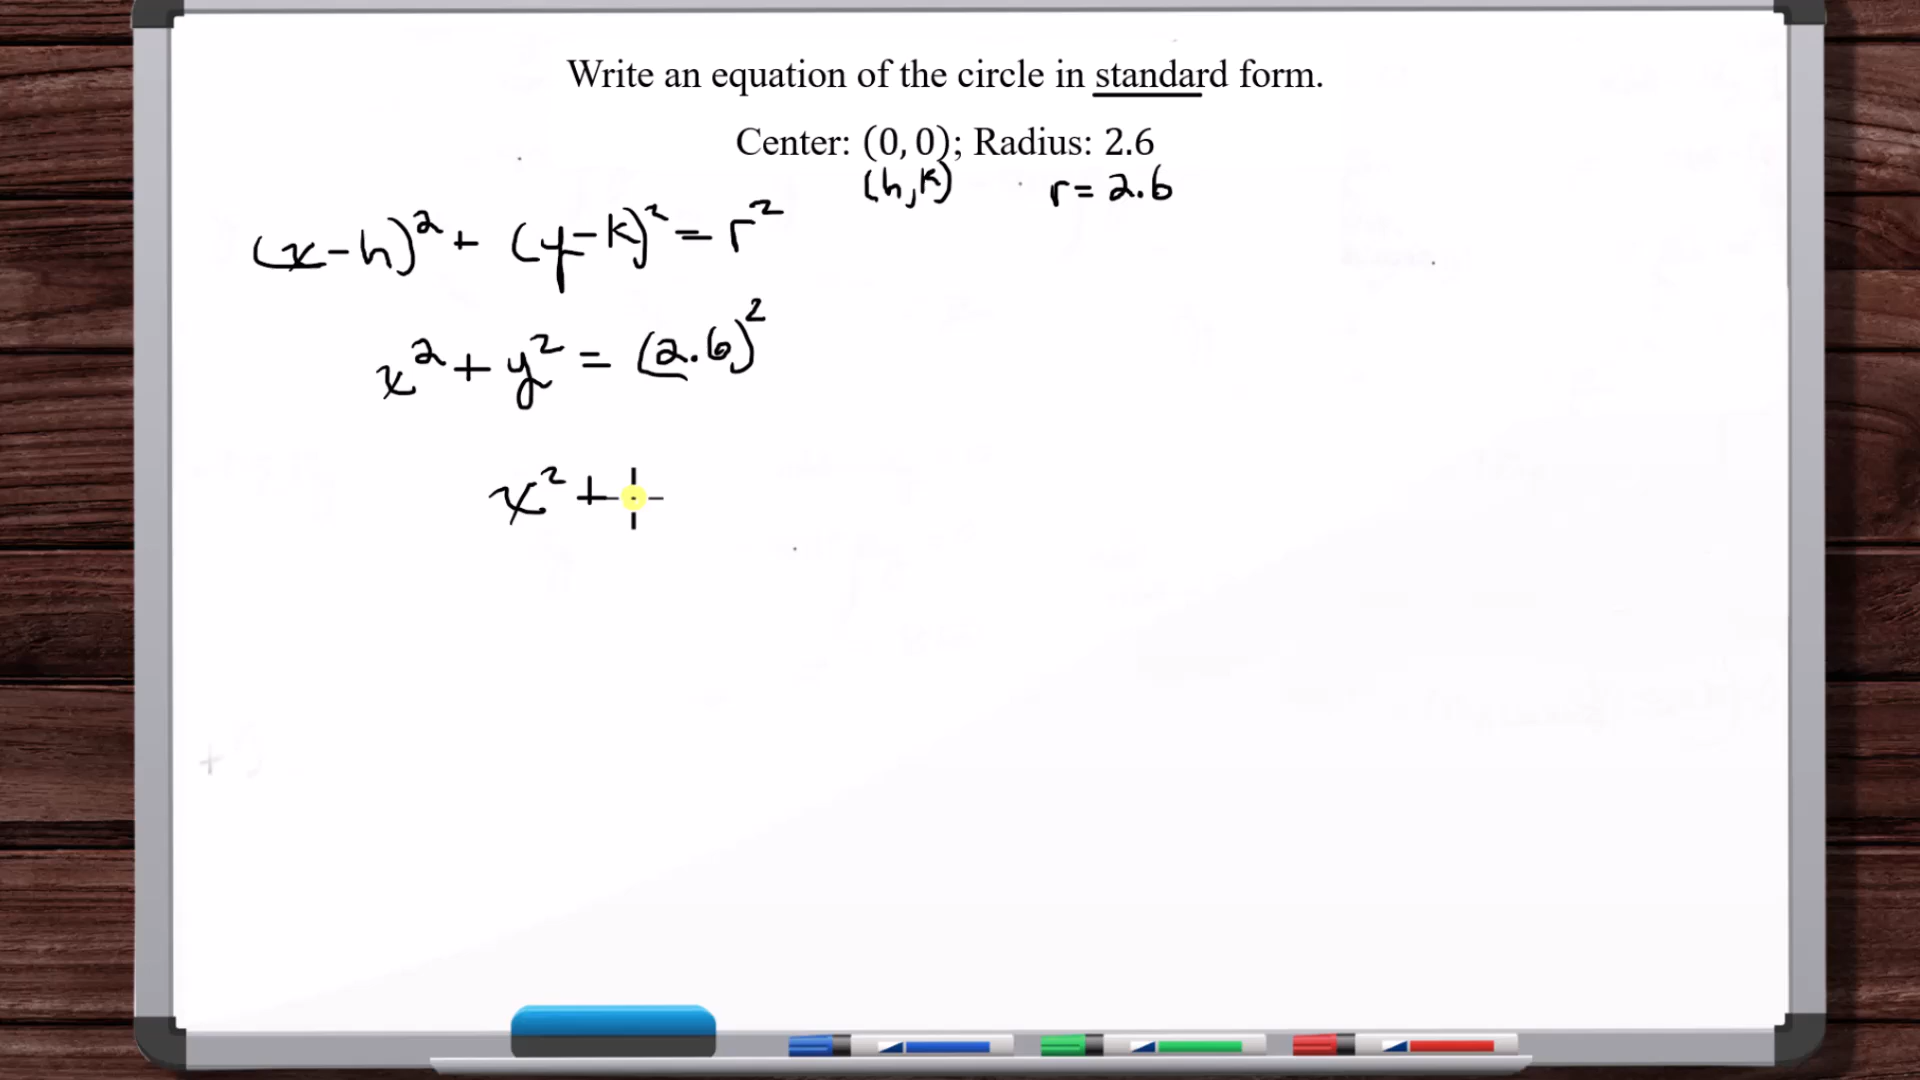 Write an equation of the circle in standard form.
Center: (0, 0); Radius: 2.6
(h, k) r = 2.6
(x - h)² + (y - k)² = r²
x² + y² = (2.6)²
x² +